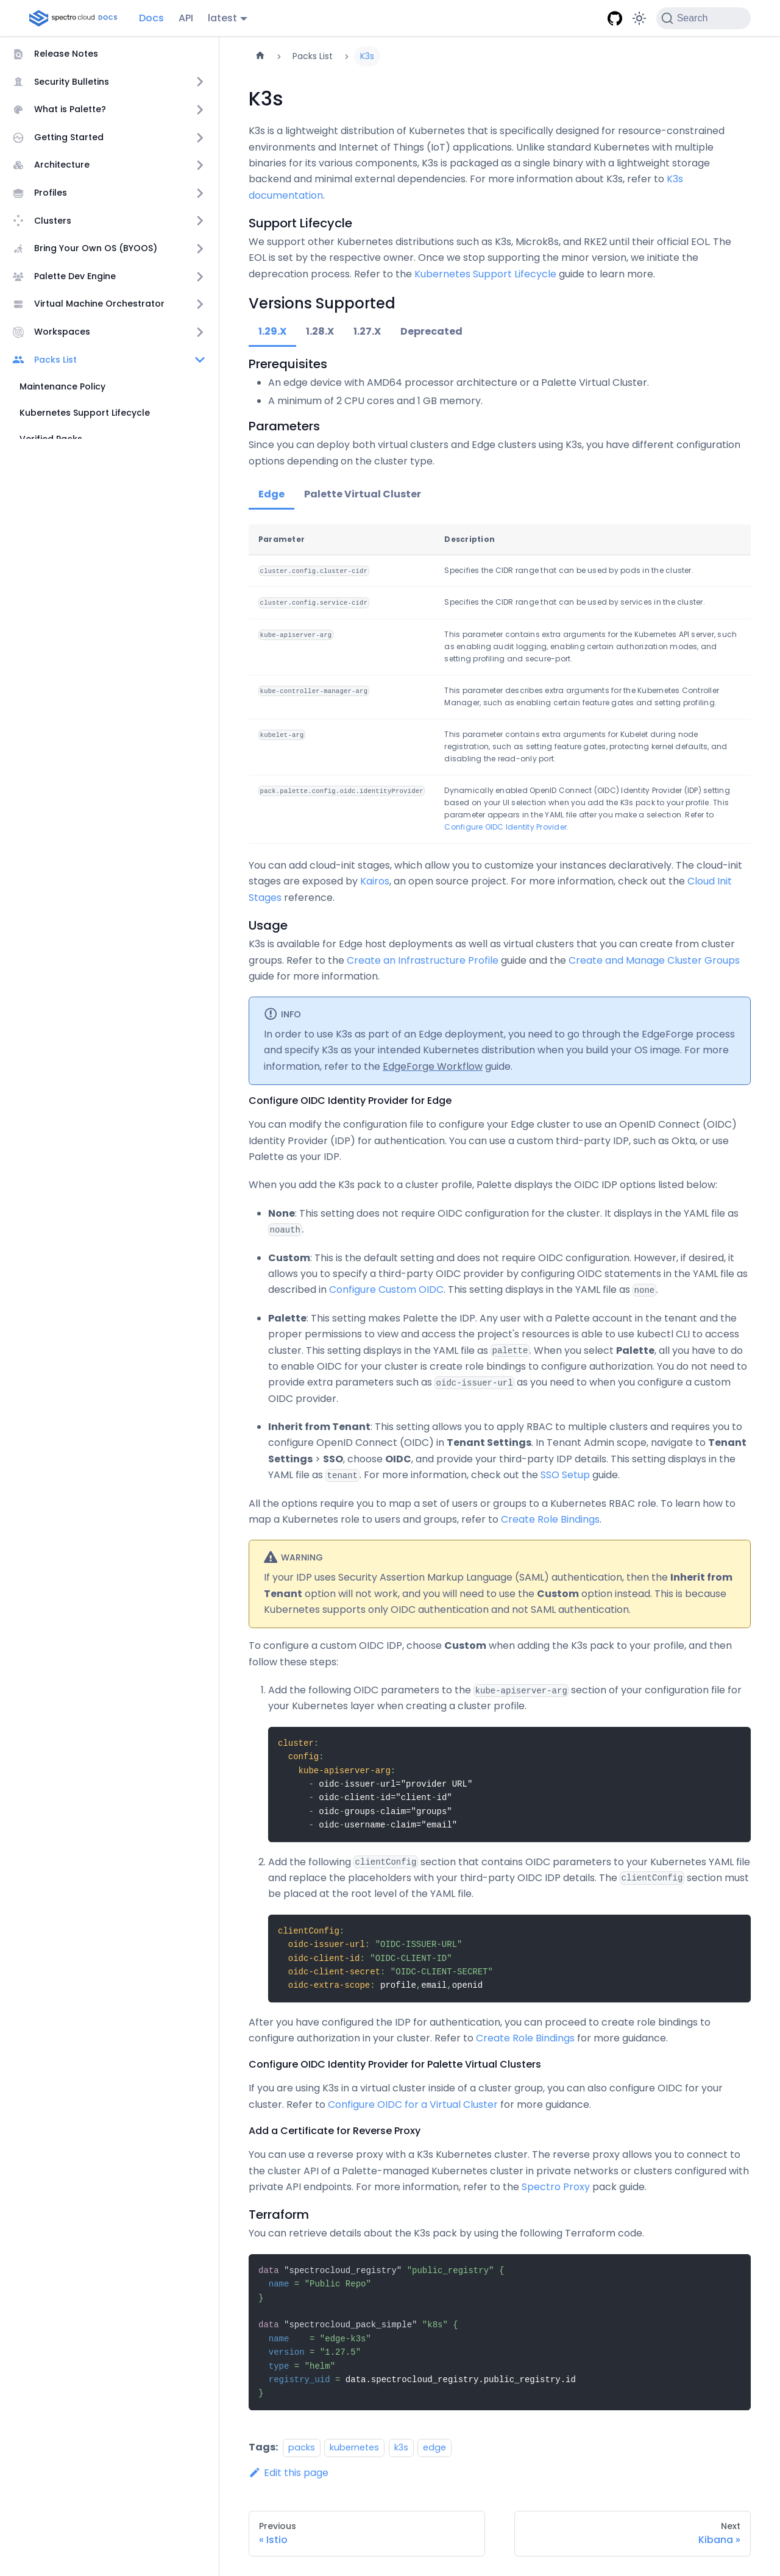 spectro cloud DOCS
Docs
API
latest
Search
Release Notes
Security Bulletins
What is Palette?
Getting Started
Architecture
Profiles
Clusters
Bring Your Own OS (BYOOS)
Palette Dev Engine
Virtual Machine Orchestrator
Workspaces
Packs List
Maintenance Policy
Kubernetes Support Lifecycle
Verified Packs
Packs List
K3s
K3s
K3s is a lightweight distribution of Kubernetes that is specifically designed for resource-constrained
environments and Internet of Things (IoT) applications. Unlike standard Kubernetes with multiple
binaries for its various components, K3s is packaged as a single binary with a lightweight storage
backend and minimal external dependencies. For more information about K3s, refer to K3s
documentation.
Support Lifecycle
We support other Kubernetes distributions such as K3s, Microk8s, and RKE2 until their official EOL. The
EOL is set by the respective owner. Once we stop supporting the minor version, we initiate the
deprecation process. Refer to the Kubernetes Support Lifecycle guide to learn more.
Versions Supported
1.29.X
1.28.X
1.27.X
Deprecated
Prerequisites
• An edge device with AMD64 processor architecture or a Palette Virtual Cluster.
• A minimum of 2 CPU cores and 1 GB memory.
Parameters
Since you can deploy both virtual clusters and Edge clusters using K3s, you have different configuration
options depending on the cluster type.
Edge
Palette Virtual Cluster
Parameter
Description
cluster.config.cluster-cidr
Specifies the CIDR range that can be used by pods in the cluster.
cluster.config.service-cidr
Specifies the CIDR range that can be used by services in the cluster.
kube-apiserver-arg
This parameter contains extra arguments for the Kubernetes API server, such
as enabling audit logging, enabling certain authorization modes, and
setting profiling and secure-port.
kube-controller-manager-arg
This parameter describes extra arguments for the Kubernetes Controller
Manager, such as enabling certain feature gates and setting profiling.
kubelet-arg
This parameter contains extra arguments for Kubelet during node
registration, such as setting feature gates, protecting kernel defaults, and
disabling the read-only port.
pack.palette.config.oidc.identityProvider
Dynamically enabled OpenID Connect (OIDC) Identity Provider (IDP) setting
based on your UI selection when you add the K3s pack to your profile. This
parameter appears in the YAML file after you make a selection. Refer to
Configure OIDC Identity Provider.
You can add cloud-init stages, which allow you to customize your instances declaratively. The cloud-init
stages are exposed by Kairos, an open source project. For more information, check out the Cloud Init
Stages reference.
Usage
K3s is available for Edge host deployments as well as virtual clusters that you can create from cluster
groups. Refer to the Create an Infrastructure Profile guide and the Create and Manage Cluster Groups
guide for more information.
INFO
In order to use K3s as part of an Edge deployment, you need to go through the EdgeForge process
and specify K3s as your intended Kubernetes distribution when you build your OS image. For more
information, refer to the EdgeForge Workflow guide.
Configure OIDC Identity Provider for Edge
You can modify the configuration file to configure your Edge cluster to use an OpenID Connect (OIDC)
Identity Provider (IDP) for authentication. You can use a custom third-party IDP, such as Okta, or use
Palette as your IDP.
When you add the K3s pack to a cluster profile, Palette displays the OIDC IDP options listed below:
• None: This setting does not require OIDC configuration for the cluster. It displays in the YAML file as
noauth.
• Custom: This is the default setting and does not require OIDC configuration. However, if desired, it
allows you to specify a third-party OIDC provider by configuring OIDC statements in the YAML file as
described in Configure Custom OIDC. This setting displays in the YAML file as none.
• Palette: This setting makes Palette the IDP. Any user with a Palette account in the tenant and the
proper permissions to view and access the project's resources is able to use kubectl CLI to access
cluster. This setting displays in the YAML file as palette. When you select Palette, all you have to do
to enable OIDC for your cluster is create role bindings to configure authorization. You do not need to
provide extra parameters such as oidc-issuer-url as you need to when you configure a custom
OIDC provider.
• Inherit from Tenant: This setting allows you to apply RBAC to multiple clusters and requires you to
configure OpenID Connect (OIDC) in Tenant Settings. In Tenant Admin scope, navigate to Tenant
Settings > SSO, choose OIDC, and provide your third-party IDP details. This setting displays in the
YAML file as tenant. For more information, check out the SSO Setup guide.
All the options require you to map a set of users or groups to a Kubernetes RBAC role. To learn how to
map a Kubernetes role to users and groups, refer to Create Role Bindings.
WARNING
If your IDP uses Security Assertion Markup Language (SAML) authentication, then the Inherit from
Tenant option will not work, and you will need to use the Custom option instead. This is because
Kubernetes supports only OIDC authentication and not SAML authentication.
To configure a custom OIDC IDP, choose Custom when adding the K3s pack to your profile, and then
follow these steps:
1. Add the following OIDC parameters to the kube-apiserver-arg section of your configuration file for
your Kubernetes layer when creating a cluster profile.
cluster:
config:
kube-apiserver-arg:
- oidc-issuer-url="provider URL"
- oidc-client-id="client-id"
- oidc-groups-claim="groups"
- oidc-username-claim="email"
2. Add the following clientConfig section that contains OIDC parameters to your Kubernetes YAML file
and replace the placeholders with your third-party OIDC IDP details. The clientConfig section must
be placed at the root level of the YAML file.
clientConfig:
oidc-issuer-url: "OIDC-ISSUER-URL"
oidc-client-id: "OIDC-CLIENT-ID"
oidc-client-secret: "OIDC-CLIENT-SECRET"
oidc-extra-scope: profile,email,openid
After you have configured the IDP for authentication, you can proceed to create role bindings to
configure authorization in your cluster. Refer to Create Role Bindings for more guidance.
Configure OIDC Identity Provider for Palette Virtual Clusters
If you are using K3s in a virtual cluster inside of a cluster group, you can also configure OIDC for your
cluster. Refer to Configure OIDC for a Virtual Cluster for more guidance.
Add a Certificate for Reverse Proxy
You can use a reverse proxy with a K3s Kubernetes cluster. The reverse proxy allows you to connect to
the cluster API of a Palette-managed Kubernetes cluster in private networks or clusters configured with
private API endpoints. For more information, refer to the Spectro Proxy pack guide.
Terraform
You can retrieve details about the K3s pack by using the following Terraform code.
data "spectrocloud_registry" "public_registry" {
name = "Public Repo"
}
data "spectrocloud_pack_simple" "k8s" {
name    = "edge-k3s"
version = "1.27.5"
type = "helm"
registry_uid = data.spectrocloud_registry.public_registry.id
}
Tags:
packs
kubernetes
k3s
edge
Edit this page
Previous
« Istio
Next
Kibana »